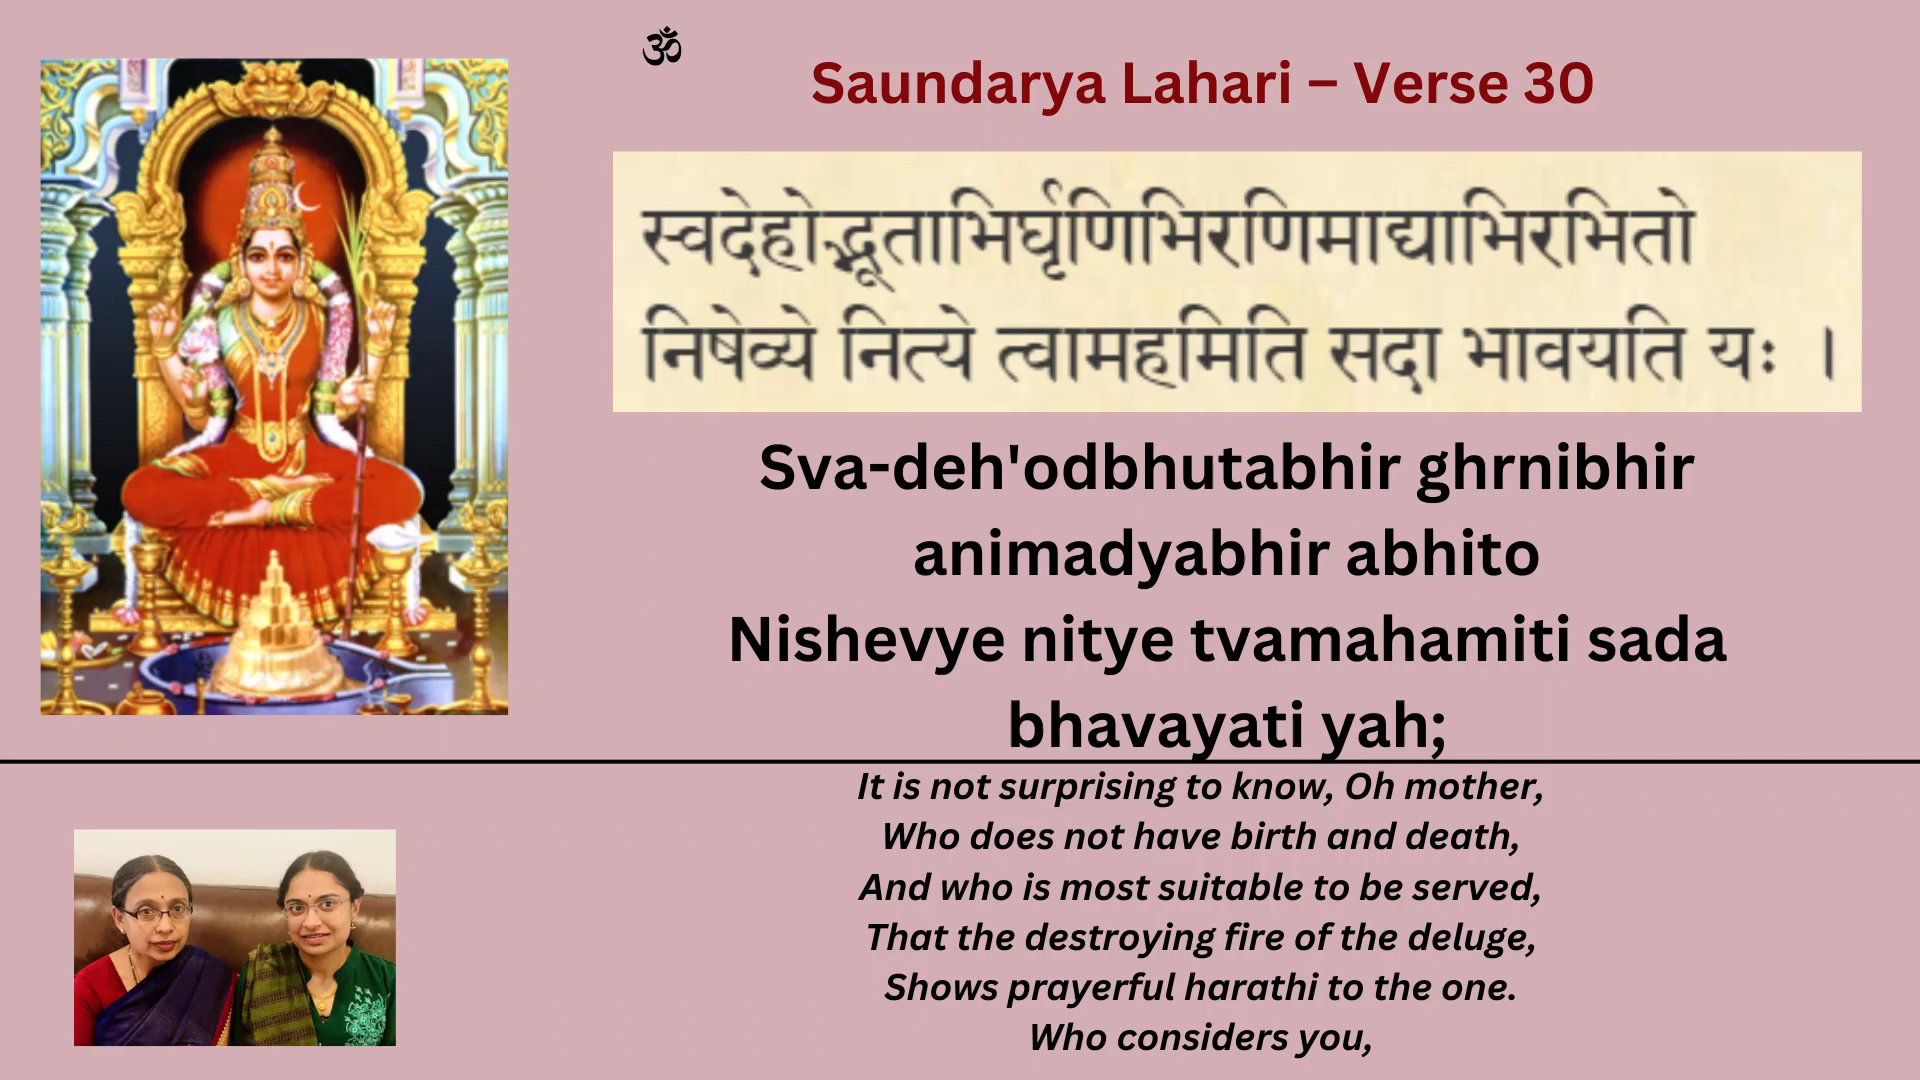 ॐ
Saundarya Lahari – Verse 30
स्वदेहोद्भूताभिर्घृणिभिरणिमाद्याभिरभितो
निषेव्ये नित्ये त्वामहमिति सदा भावयति यः ।
Sva-deh'odbhutabhir ghrnibhir
animadyabhir abhito
Nishevye nitye tvamahamiti sada
bhavayati yah;
It is not surprising to know, Oh mother,
Who does not have birth and death,
And who is most suitable to be served,
That the destroying fire of the deluge,
Shows prayerful harathi to the one.
Who considers you,